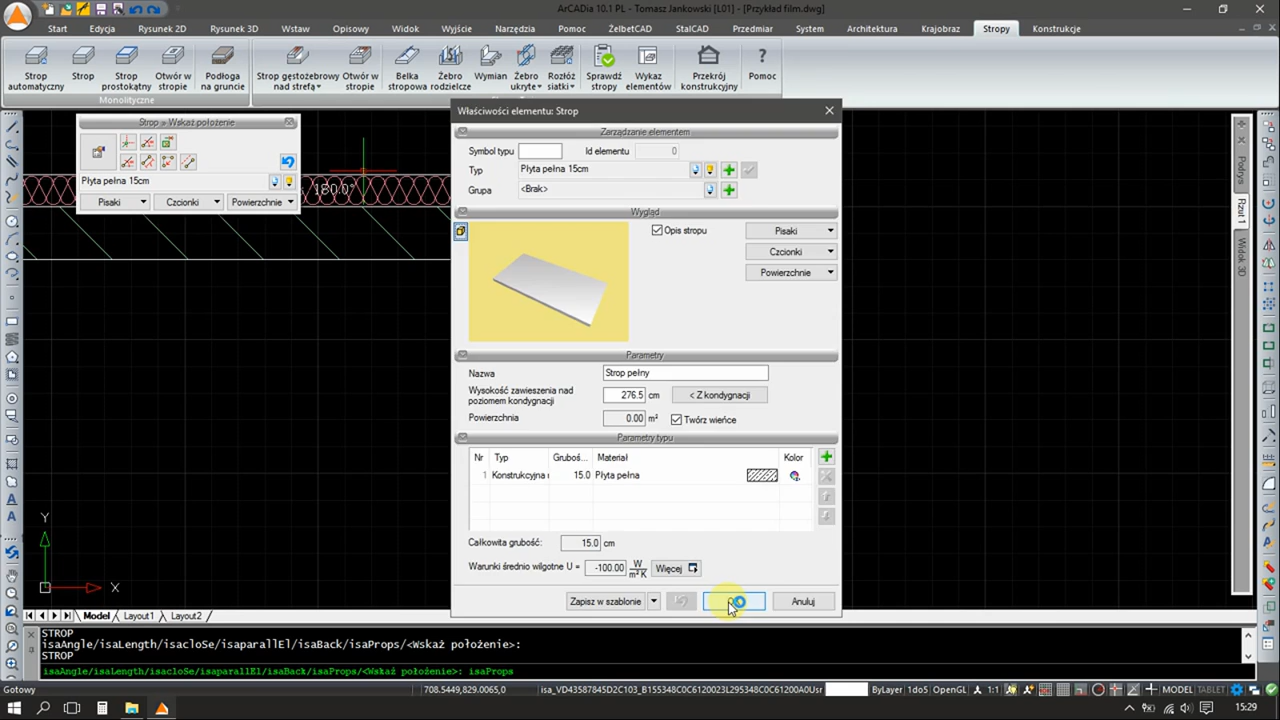 ArCADia 10.1 PL - Tomasz Jankowski [L01] - [Przykład film.dwg]
Start Edycja Rysunek 2D Rysunek 3D Wstaw Opisowy Widok Wyjście Narzędzia Pomoc ŻelbetCAD StalCAD Przedmiar System Architektura Krajobraz Stropy Konstrukcje
Strop automatyczny
Strop
Strop prostokątny
Otwór w stropie
Podłoga na gruncie
Strop gęstożebrowy nad strefą
Otwór w stropie
Belka stropowa
Żebro rodzielcze
Wymian
Żebro ukryte
Rozłóż siatki
Sprawdź stropy
Wykaz elementów
Przekrój konstrukcyjny
Pomoc
Monolityczne
Strop » Wskaż położenie
Płyta pełna 15cm
Pisaki Czcionki Powierzchnie
180.0°
Właściwości elementu: Strop
Zarządzanie elementem
Symbol typu Id elementu 0
Typ Płyta pełna 15cm
Grupa <Brak>
Wygląd
Opis stropu Pisaki
Czcionki
Powierzchnie
Parametry
Nazwa Strop pełny
Wysokość zawieszenia nad
poziomem kondygnacji 276.5 cm < Z kondygnacji
Powierzchnia 0.00 m² Twórz wieńce
Parametry typu
Nr Typ Gruboś... Materiał Kolor
1 Konstrukcyjna 15.0 Płyta pełna
Całkowita grubość: 15.0 cm
Warunki średnio wilgotne U = -100.00 W/m²K Więcej
Zapisz w szablonie Anuluj
Podrys
Rzut 1
Widok 3D
Y
X
Model Layout1 Layout2
STROP
isaAngle/isaLength/isacloSe/isaparallEl/isaBack/isaProps/<Wskaż położenie>:
STROP
isaAngle/isaLength/isacloSe/isaparallEl/isaBack/isaProps/<Wskaż położenie>: isaProps
Gotowy 708.5449,829.0065,0 isa_VD43587845D2C103_B155348C0C6120023L295348C0C61200A0Usr ByLayer 1do5 OpenGL 1:1 MODEL TABLET
15:29